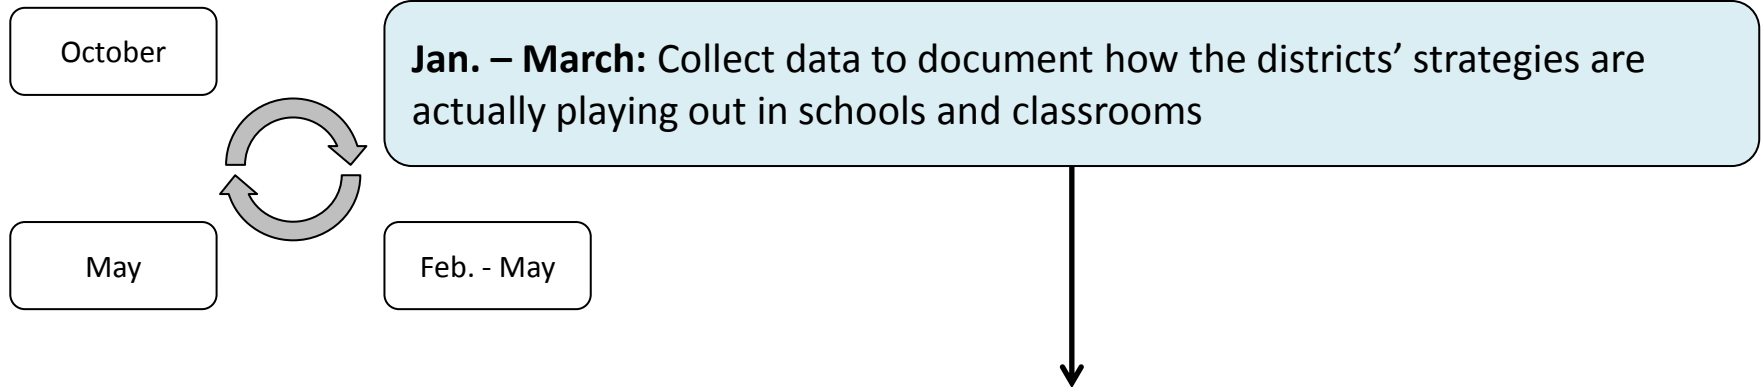 October
Jan. – March: Collect data to document how the districts’ strategies are
actually playing out in schools and classrooms
May
Feb. - May